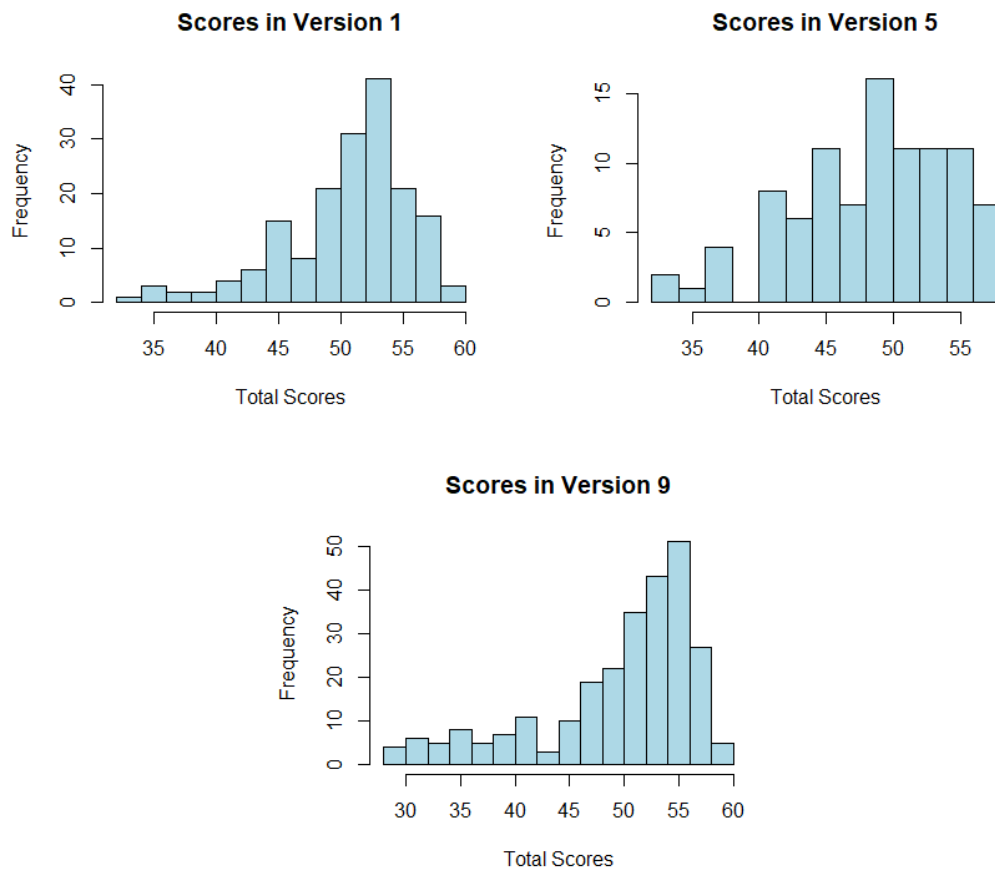 Scores in Version 1
Frequency
0 10 20 30 40
35 40 45 50 55 60
Total Scores
Scores in Version 5
Frequency
0 5 10 15
35 40 45 50 55
Total Scores
Scores in Version 9
Frequency
0 10 20 30 40 50
30 35 40 45 50 55 60
Total Scores